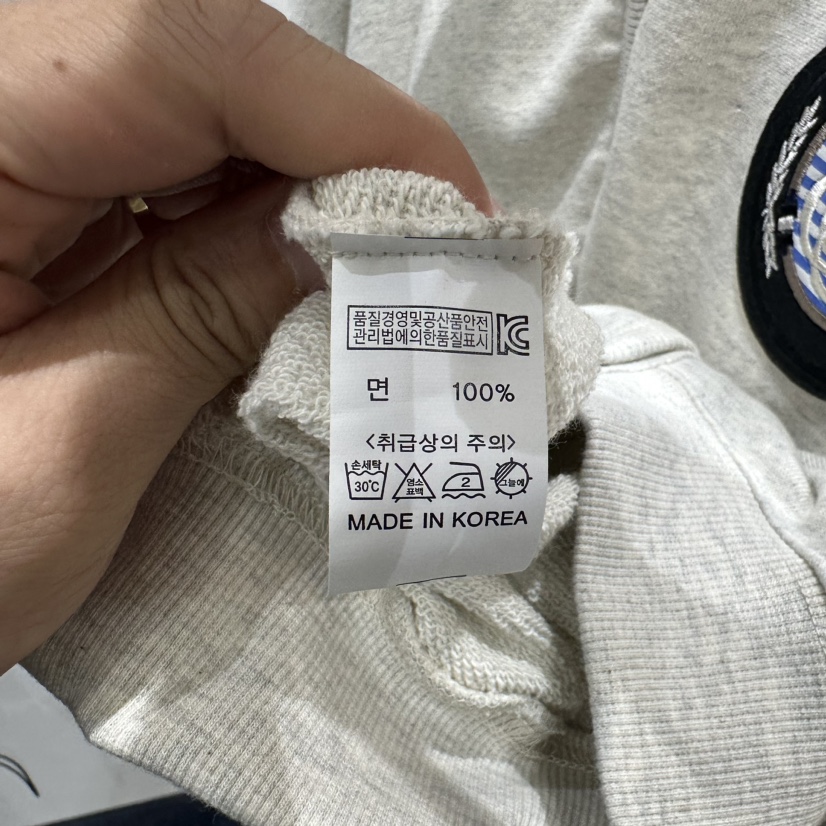 품질경영및공산품안전
관리법에의한품질표시
KC
면 100%
<취급상의 주의>
손세탁 30℃
염소 표백
2
그늘에
MADE IN KOREA